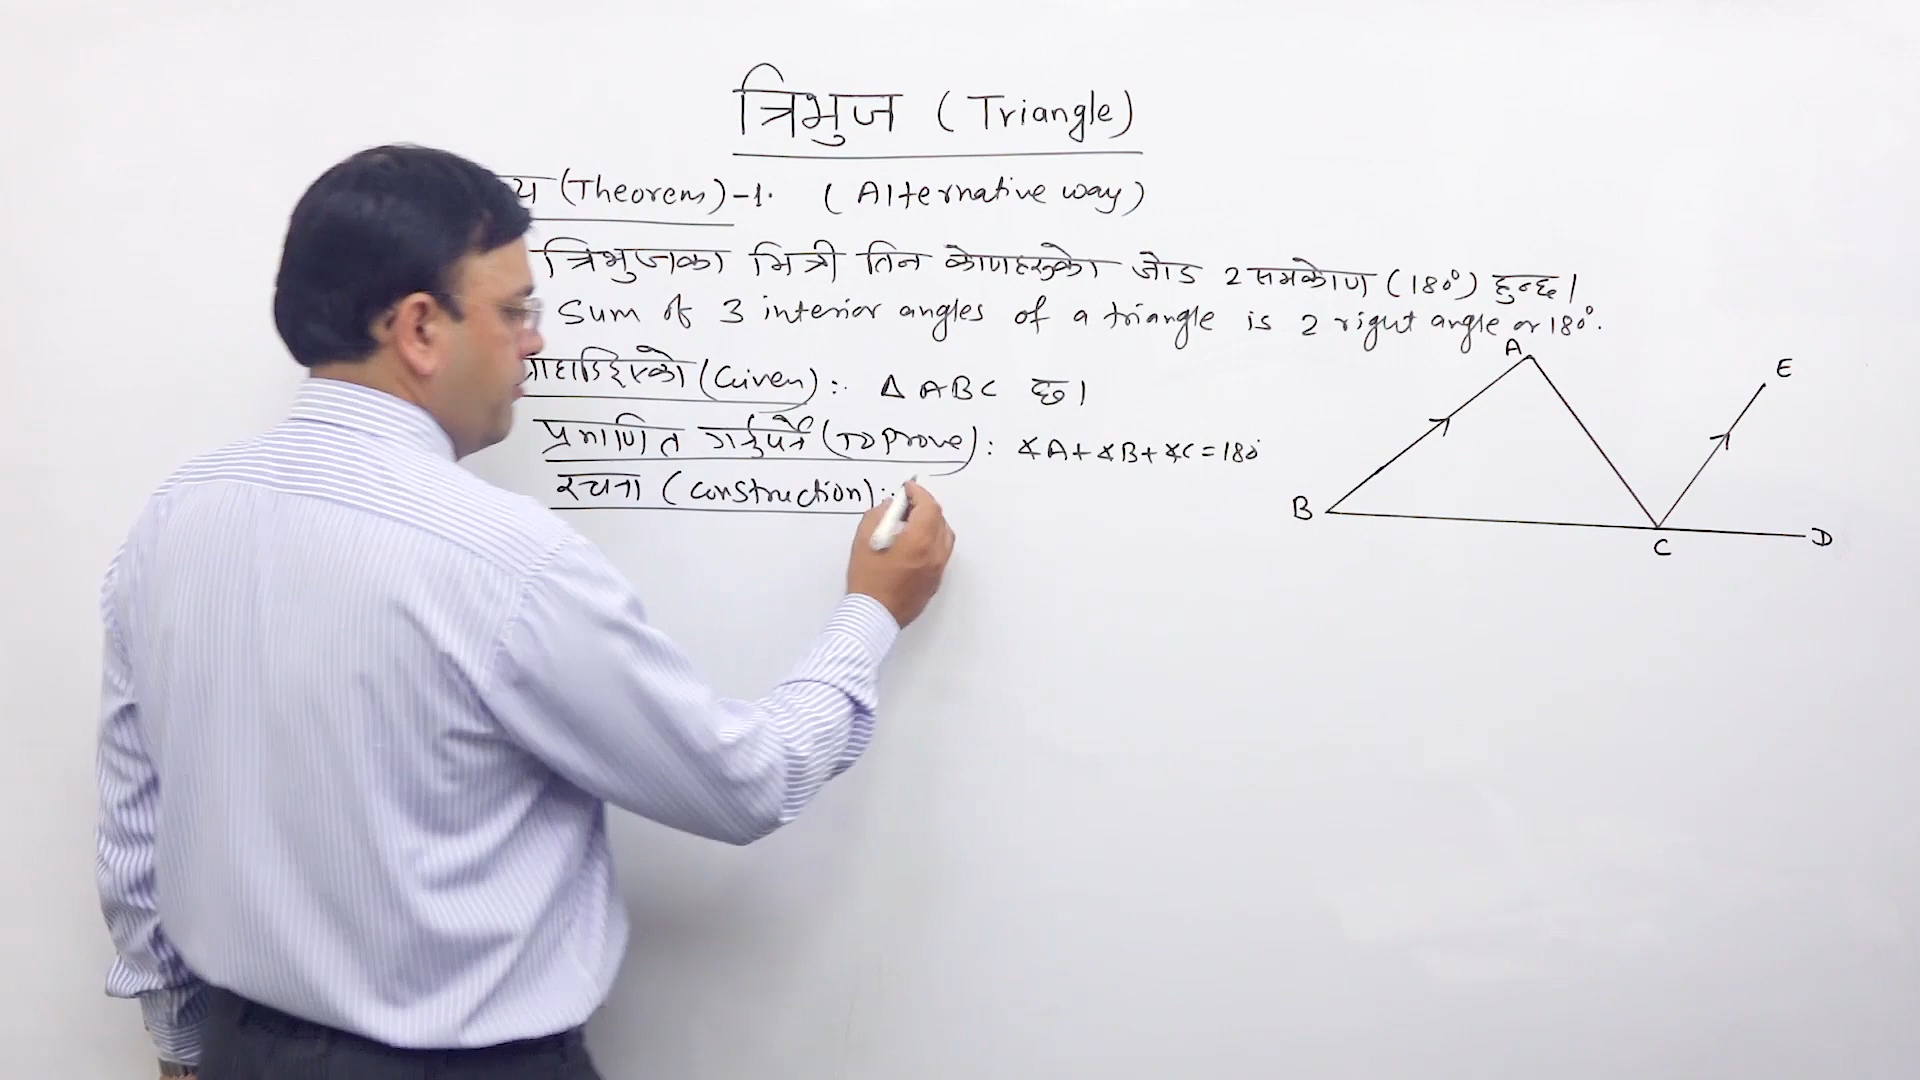 त्रिभुज (Triangle)
(Theorem)-1. (Alternative way)
त्रिभुजका भित्री तिन कोणहरुको जोड 2 समकोण (180°) हुन्छ।
Sum of 3 interior angles of a triangle is 2 right angle or 180°.
(Given):. Δ ABC छ।
प्रमाणित गर्नुपर्ने (To prove): ∡A+∡B+∡C=180°
रचना (construction):-
A
E
B
C
D